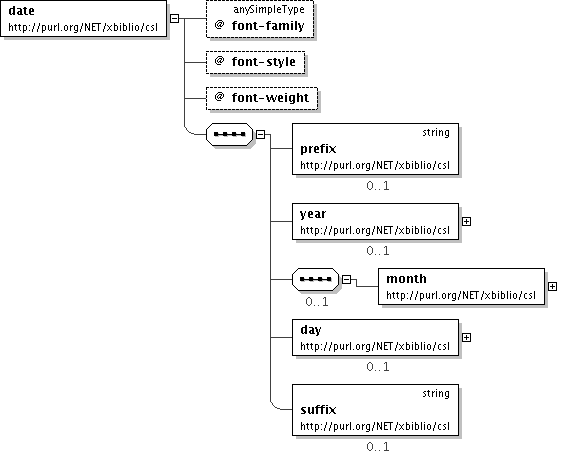 date
http://purl.org/NET/xbiblio/csl
anySimpleType
@ font-family
@ font-style
@ font-weight
string
prefix
http://purl.org/NET/xbiblio/csl
0..1
year
http://purl.org/NET/xbiblio/csl
0..1
month
http://purl.org/NET/xbiblio/csl
0..1
day
http://purl.org/NET/xbiblio/csl
0..1
string
suffix
http://purl.org/NET/xbiblio/csl
0..1